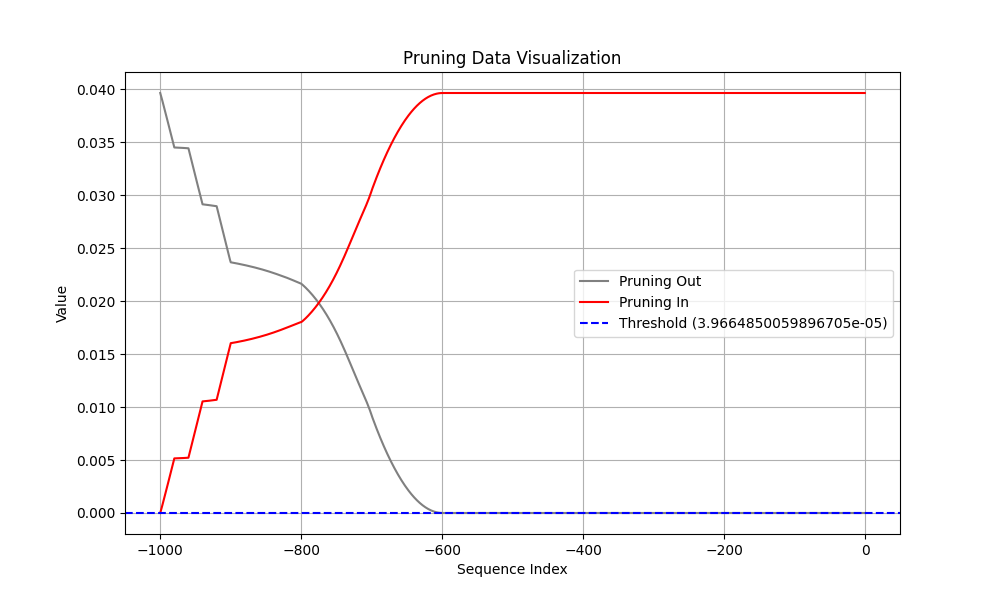 Pruning Data Visualization
0.040
0.035
0.030
0.025
0.020
0.015
0.010
0.005
0.000
Value
Pruning Out
Pruning In
Threshold (3.9664850059896705e-05)
−1000
−800
−600
−400
−200
0
Sequence Index